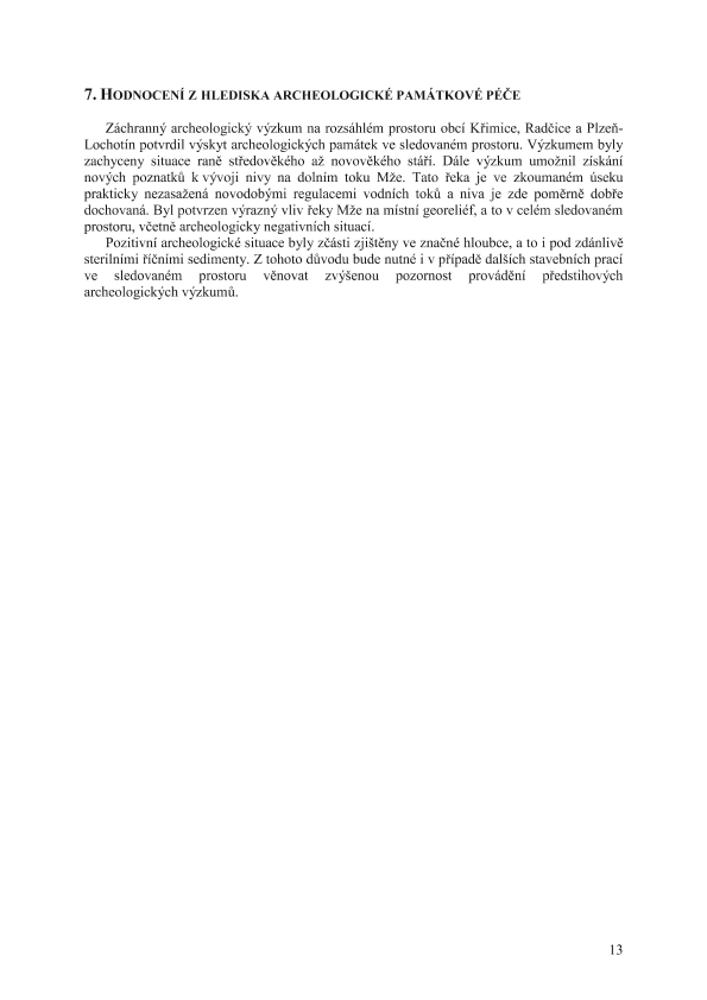 7. HODNOCENÍ Z HLEDISKA ARCHEOLOGICKÉ PAMÁTKOVÉ PÉČE
Záchranný archeologický výzkum na rozsáhlém prostoru obcí Křimice, Radčice a Plzeň-
Lochotín potvrdil výskyt archeologických památek ve sledovaném prostoru. Výzkumem byly
zachyceny situace raně středověkého až novověkého stáří. Dále výzkum umožnil získání
nových poznatků k vývoji nivy na dolním toku Mže. Tato řeka je ve zkoumaném úseku
prakticky nezasažená novodobými regulacemi vodních toků a niva je zde poměrně dobře
dochovaná. Byl potvrzen výrazný vliv řeky Mže na místní georeliéf, a to v celém sledovaném
prostoru, včetně archeologicky negativních situací.
Pozitivní archeologické situace byly zčásti zjištěny ve značné hloubce, a to i pod zdánlivě
sterilními říčními sedimenty. Z tohoto důvodu bude nutné i v případě dalších stavebních prací
ve sledovaném prostoru věnovat zvýšenou pozornost provádění předstihových
archeologických výzkumů.
13